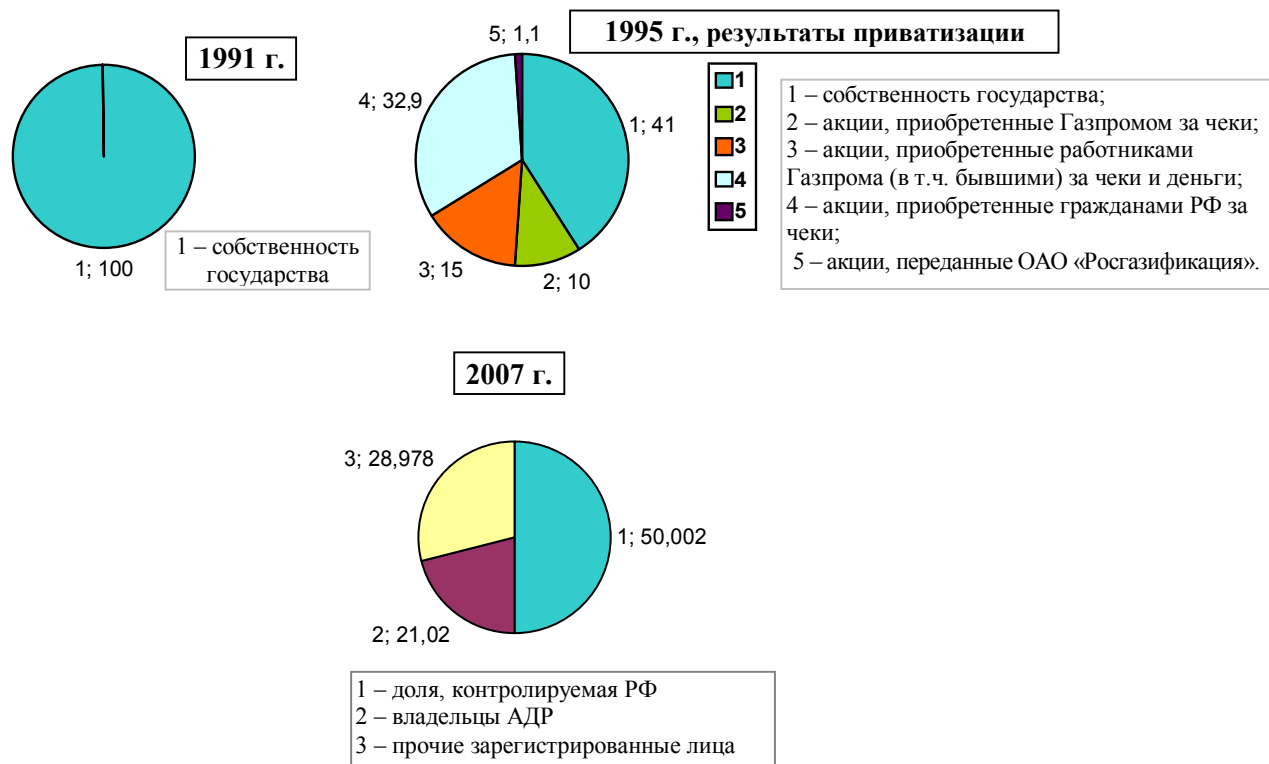 1991 г.
1; 100
1 – собственность
государства
1995 г., результаты приватизации
5; 1,1
4; 32,9
1; 41
3; 15
2; 10
1
2
3
4
5
1 – собственность государства;
2 – акции, приобретенные Газпромом за чеки;
3 – акции, приобретенные работниками
Газпрома (в т.ч. бывшими) за чеки и деньги;
4 – акции, приобретенные гражданами РФ за
чеки;
5 – акции, переданные ОАО «Росгазификация».
2007 г.
3; 28,978
1; 50,002
2; 21,02
1 – доля, контролируемая РФ
2 – владельцы АДР
3 – прочие зарегистрированные лица